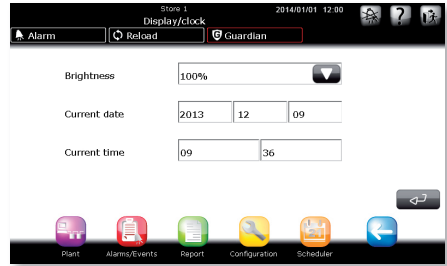 Store 1 2014/01/01 12:00
Display/clock
Alarm Reload G Guardian
Brightness 100%
Current date 2013 12 09
Current time 09 36
Plant Alarms/Events Report Configuration Scheduler